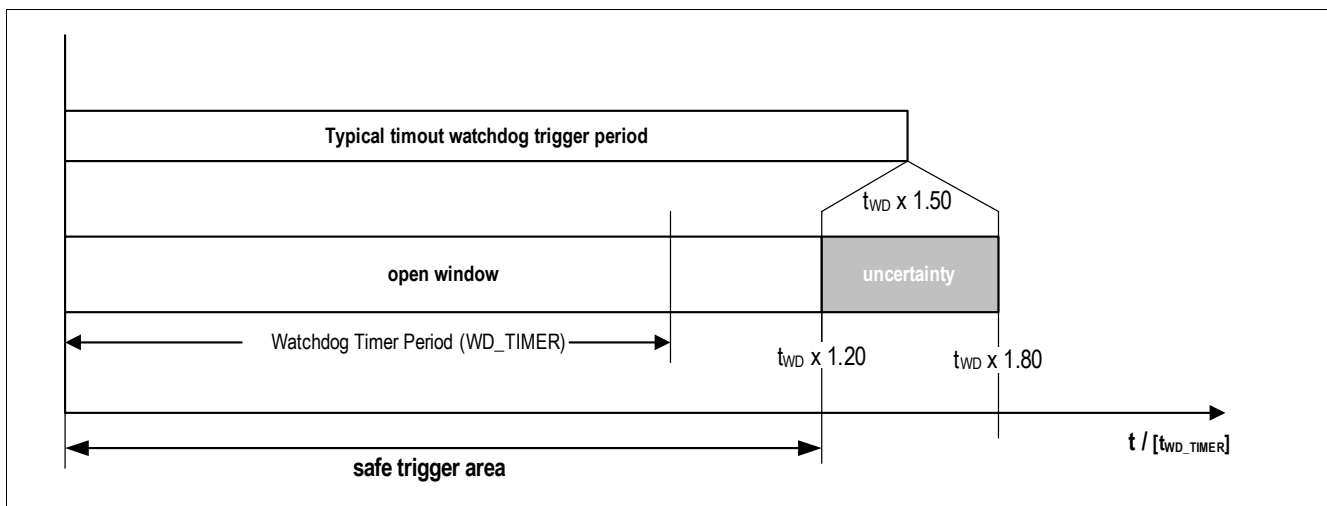 Typical timout watchdog trigger period
tWD x 1.50
open window
uncertainty
Watchdog Timer Period (WD_TIMER)
tWD x 1.20
tWD x 1.80
t / [tWD_TIMER]
safe trigger area